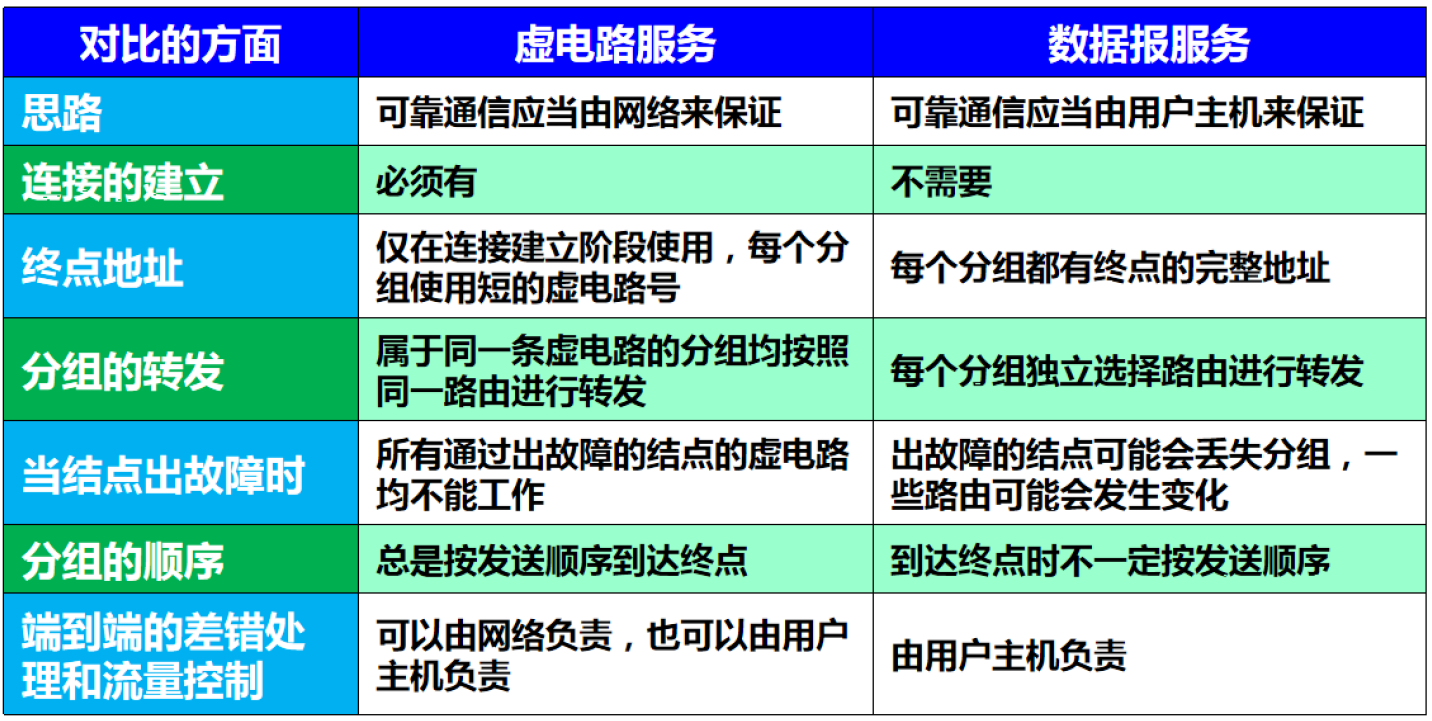 对比的方面 虚电路服务 数据报服务
思路 可靠通信应当由网络来保证 可靠通信应当由用户主机来保证
连接的建立 必须有 不需要
终点地址
仅在连接建立阶段使用，每个分
组使用短的虚电路号
每个分组都有终点的完整地址
分组的转发
属于同一条虚电路的分组均按照
同一路由进行转发
每个分组独立选择路由进行转发
当结点出故障时
所有通过出故障的结点的虚电路
均不能工作
出故障的结点可能会丢失分组，一
些路由可能会发生变化
分组的顺序 总是按发送顺序到达终点 到达终点时不一定按发送顺序
端到端的差错处
理和流量控制
可以由网络负责，也可以由用户
主机负责
由用户主机负责